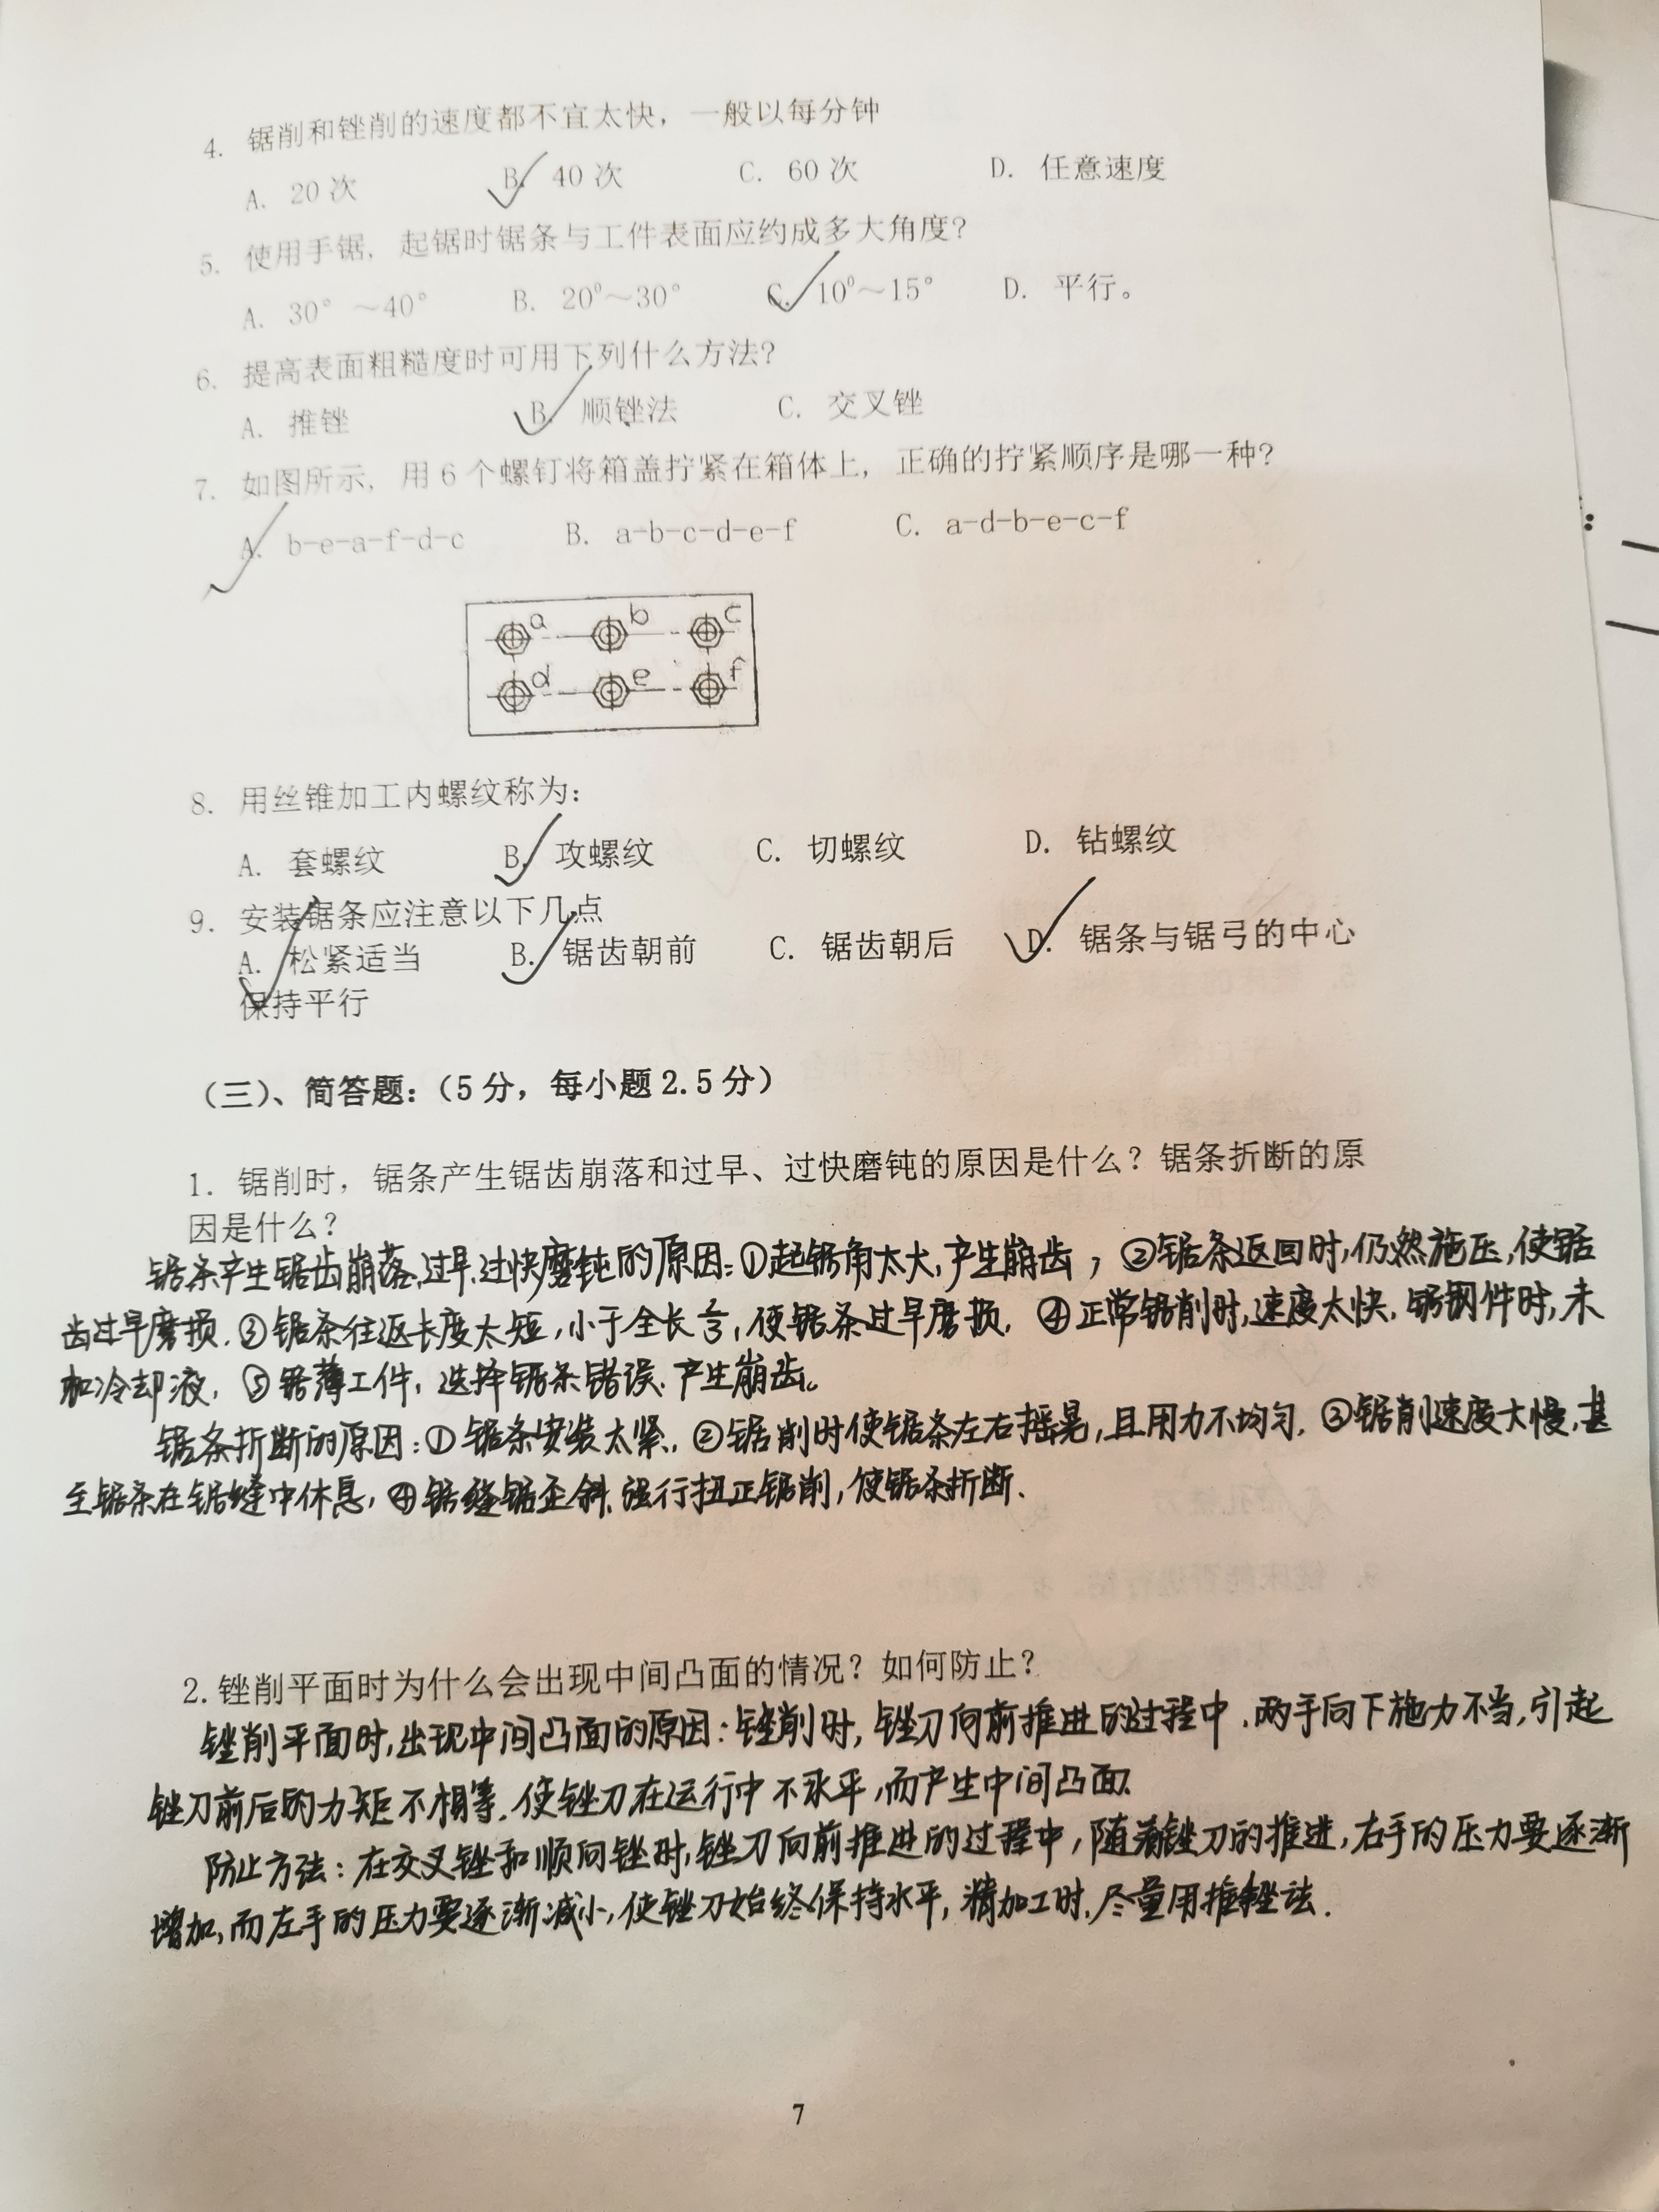 4. 锯削和锉削的速度都不宜太快，一般以每分钟
A. 20次 B. 40次 C. 60次 D. 任意速度
5. 使用手锯，起锯时锯条与工件表面应约成多大角度?
A. 30°~40° B. 20⁰~30° C. 10⁰~15° D. 平行。
6. 提高表面粗糙度时可用下列什么方法?
A. 推锉 B. 顺锉法 C. 交叉锉
7. 如图所示，用6个螺钉将箱盖拧紧在箱体上，正确的拧紧顺序是哪一种?
A. b-e-a-f-d-c B. a-b-c-d-e-f C. a-d-b-e-c-f
a b c
d e f
8. 用丝锥加工内螺纹称为:
A. 套螺纹 B. 攻螺纹 C. 切螺纹 D. 钻螺纹
9. 安装锯条应注意以下几点
A. 松紧适当 B. 锯齿朝前 C. 锯齿朝后 D. 锯条与锯弓的中心
保持平行
（三）、简答题:（5分，每小题2.5分）
1. 锯削时，锯条产生锯齿崩落和过早、过快磨钝的原因是什么? 锯条折断的原
因是什么?
锯条产生锯齿崩落,过早.过快磨钝的原因:①起锯角太大,产生崩齿，②锯条返回时,仍然施压,使锯
齿过早磨损.③锯条往返长度太短,小于全长,使锯条过早磨损.④正常锯削时,速度太快.锯钢件时,未
加冷却液,⑤锯薄工件,选择锯条错误.产生崩齿。
锯条折断的原因:①锯条安装太紧.②锯削时使锯条左右摇晃,且用力不均匀.③锯削速度太慢,甚
至锯条在锯缝中休息,④锯缝锯歪斜.强行扭正锯削,使锯条折断.
2. 锉削平面时为什么会出现中间凸面的情况? 如何防止?
锉削平面时,出现中间凸面的原因:锉削时,锉刀向前推进的过程中.两手向下施力不当,引起
锉刀前后的力矩不相等.使锉刀在运行中不水平,而产生中间凸面.
防止方法:在交叉锉和顺向锉时,锉刀向前推进的过程中,随着锉刀的推进,右手的压力要逐渐
增加,而左手的压力要逐渐减小,使锉刀始终保持水平,精加工时.尽量用推锉法.
7